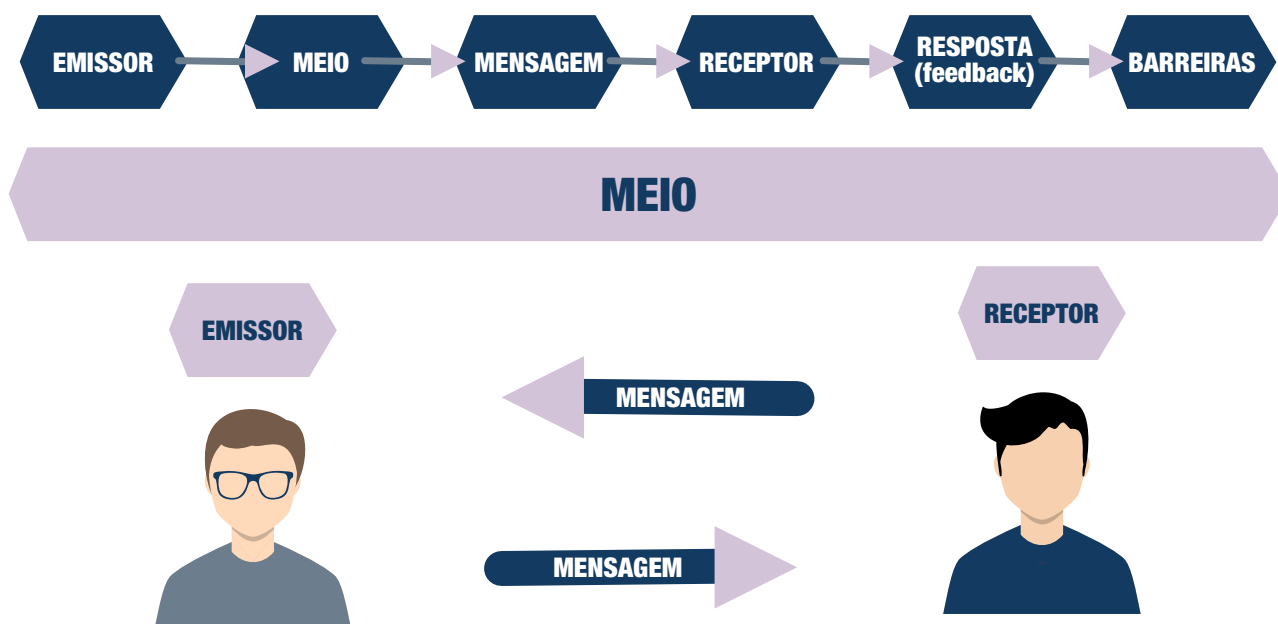 EMISSOR
MEIO
MENSAGEM
RECEPTOR
RESPOSTA
(feedback)
BARREIRAS
MEIO
EMISSOR
RECEPTOR
MENSAGEM
MENSAGEM